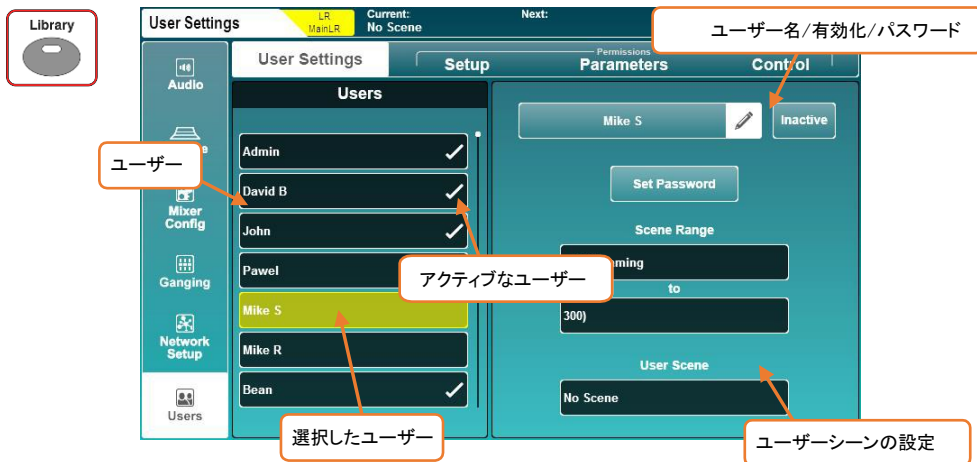 Library
User Settings
LR
MainLR
Current:
No Scene
Next:
ユーザー名/有効化/パスワード
User Settings
Setup
Permissions
Parameters
Control
Audio
Mixer
Config
Ganging
Network
Setup
Users
Users
Admin
David B
John
Pawel
Mike S
Mike R
Bean
ユーザー
アクティブなユーザー
選択したユーザー
Mike S
Inactive
Set Password
Scene Range
to
300)
User Scene
No Scene
ユーザーシーンの設定